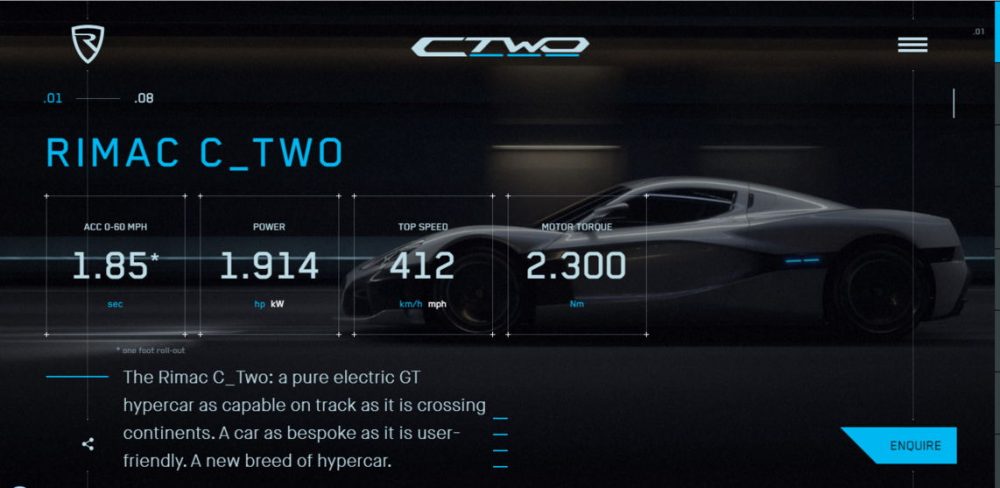 CTWO
.01
.01 .08
RIMAC C_TWO
ACC 0-60 MPH
1.85*
sec
POWER
1.914
hp kW
TOP SPEED
412
km/h mph
MOTOR TORQUE
2.300
Nm
* one foot roll-out
The Rimac C_Two: a pure electric GT
hypercar as capable on track as it is crossing
continents. A car as bespoke as it is user-
friendly. A new breed of hypercar.
ENQUIRE